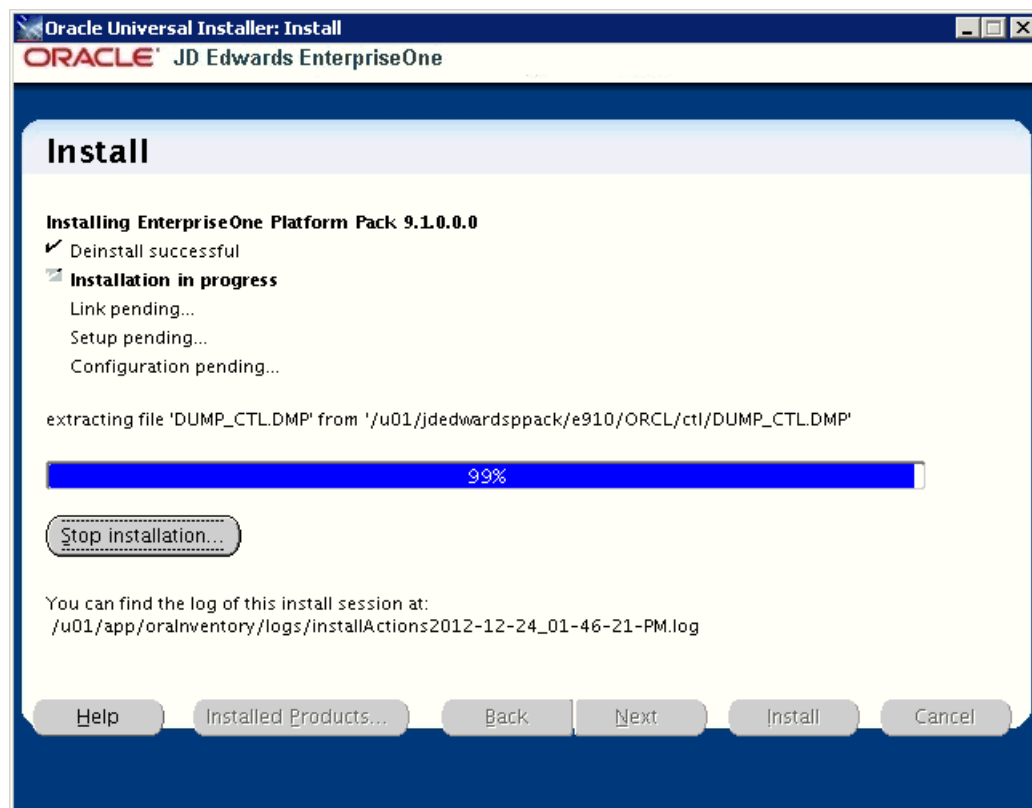 Oracle Universal Installer: Install
ORACLE® JD Edwards EnterpriseOne
Install
Installing EnterpriseOne Platform Pack 9.1.0.0.0
Deinstall successful
Installation in progress
Link pending...
Setup pending...
Configuration pending...
extracting file 'DUMP_CTL.DMP' from '/u01/jdedwardsppack/e910/ORCL/ctl/DUMP_CTL.DMP'
99%
Stop installation...
You can find the log of this install session at:
/u01/app/oraInventory/logs/installActions2012-12-24_01-46-21-PM.log
Help Installed Products... Back Next Install Cancel